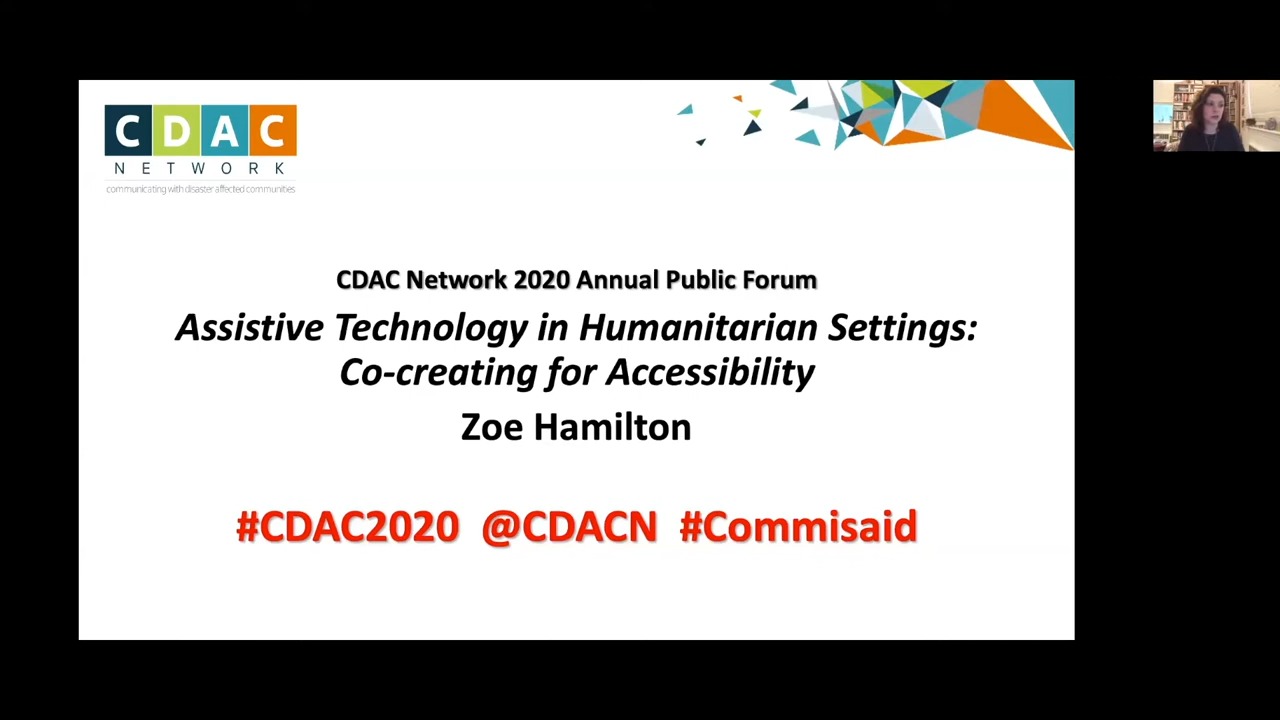 CDAC
NETWORK
communicating with disaster affected communities
CDAC Network 2020 Annual Public Forum
Assistive Technology in Humanitarian Settings:
Co-creating for Accessibility
Zoe Hamilton
#CDAC2020 @CDACN #Commisaid